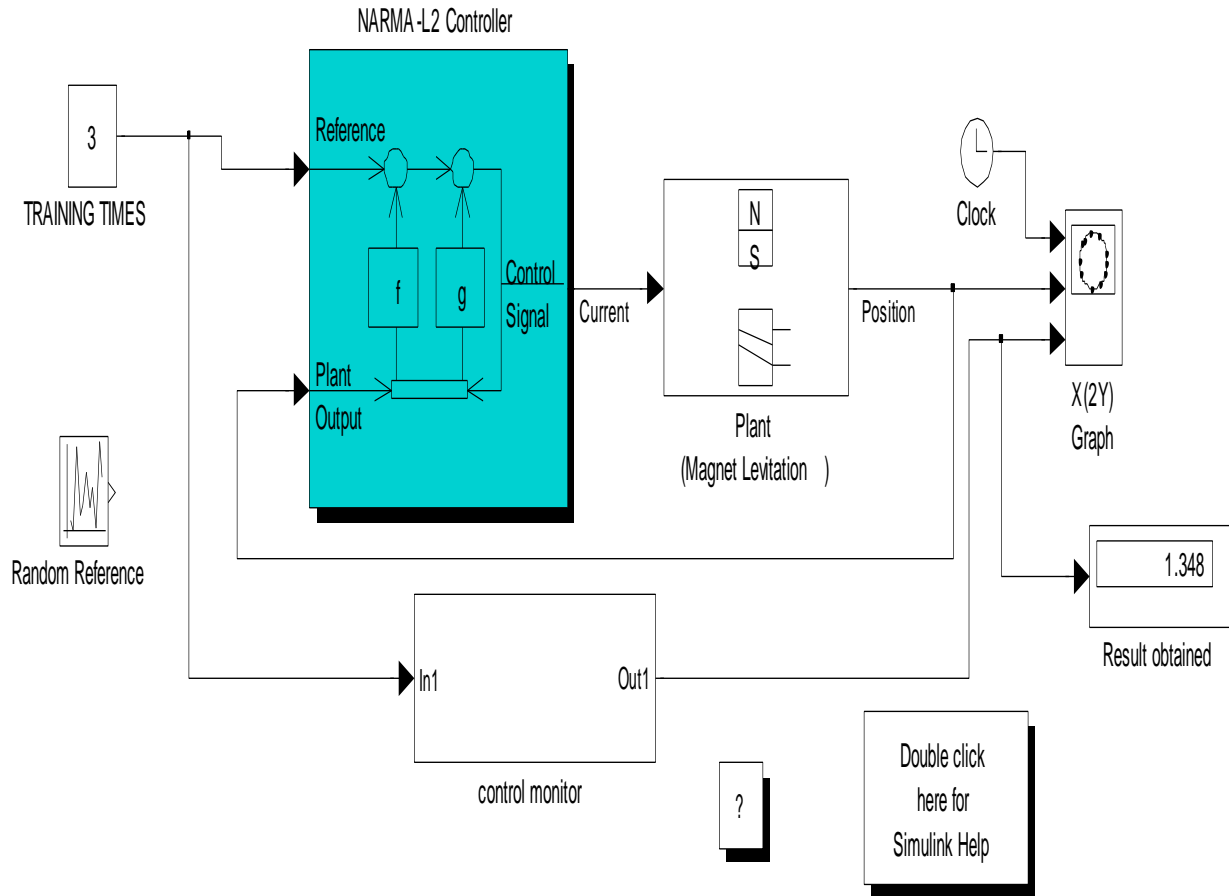 NARMA-L2 Controller
3
TRAINING TIMES
Reference
f
g
Control
Signal
Plant
Output
Current
N
S
Position
Plant
(Magnet Levitation )
Clock
X(2Y)
Graph
Random Reference
1.348
Result obtained
In1
Out1
control monitor
?
Double click
here for
Simulink Help